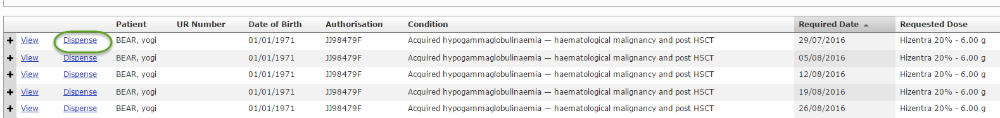 Patient UR Number Date of Birth Authorisation Condition Required Date Requested Dose
View Dispense BEAR, yogi 01/01/1971 JJ98479F Acquired hypogammaglobulinaemia — haematological malignancy and post HSCT 29/07/2016 Hizentra 20% - 6.00 g
View Dispense BEAR, yogi 01/01/1971 JJ98479F Acquired hypogammaglobulinaemia — haematological malignancy and post HSCT 05/08/2016 Hizentra 20% - 6.00 g
View Dispense BEAR, yogi 01/01/1971 JJ98479F Acquired hypogammaglobulinaemia — haematological malignancy and post HSCT 12/08/2016 Hizentra 20% - 6.00 g
View Dispense BEAR, yogi 01/01/1971 JJ98479F Acquired hypogammaglobulinaemia — haematological malignancy and post HSCT 19/08/2016 Hizentra 20% - 6.00 g
View Dispense BEAR, yogi 01/01/1971 JJ98479F Acquired hypogammaglobulinaemia — haematological malignancy and post HSCT 26/08/2016 Hizentra 20% - 6.00 g